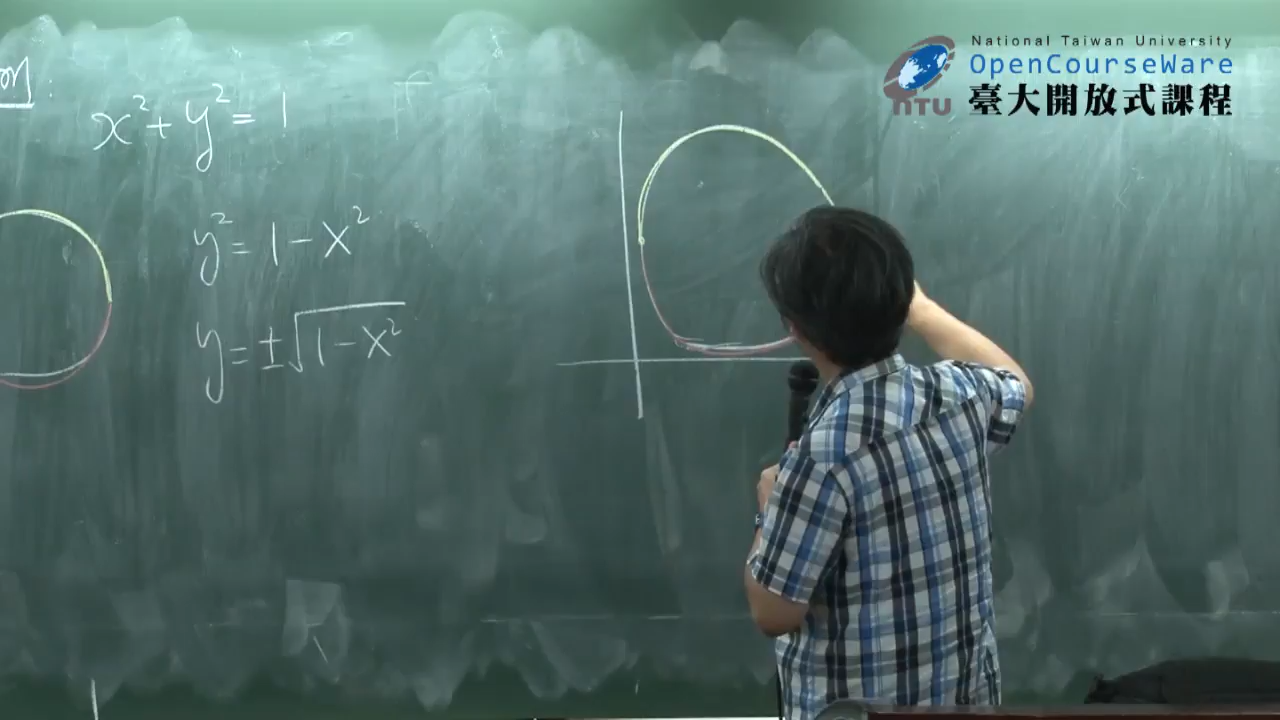 National Taiwan University
OpenCourseWare
NTU
臺大開放式課程
x² + y² = 1
y² = 1 - x²
y = ±√(1 - x²)